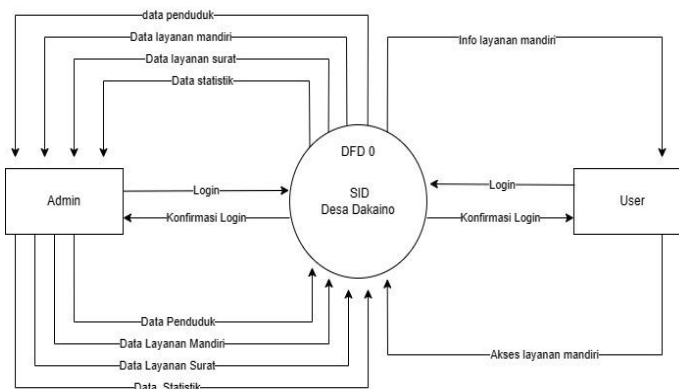 data penduduk
Data layanan mandiri
Info layanan mandiri
Data layanan surat
Data statistik
DFD 0
Admin
Login
SID
Desa Dakaino
Login
User
Konfirmasi Login
Konfirmasi Login
Data Penduduk
Data Layanan Mandiri
Akses layanan mandiri
Data Layanan Surat
Data Statistik